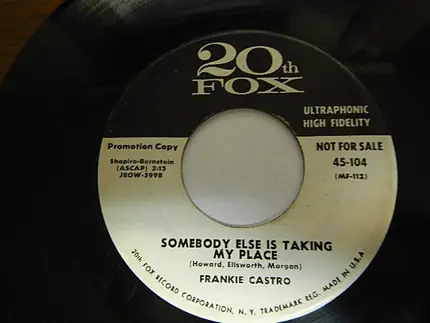 20th
FOX
ULTRAPHONIC
HIGH FIDELITY
Promotion Copy
NOT FOR SALE
Shapiro-Bernstein
(ASCAP) 2:15
J8OW-3998
45-104
(MF-112)
SOMEBODY ELSE IS TAKING
MY PLACE
(Howard, Ellsworth, Morgan)
FRANKIE CASTRO
20th FOX RECORD CORPORATION, N. Y. TRADEMARK REG. MADE IN U.S.A